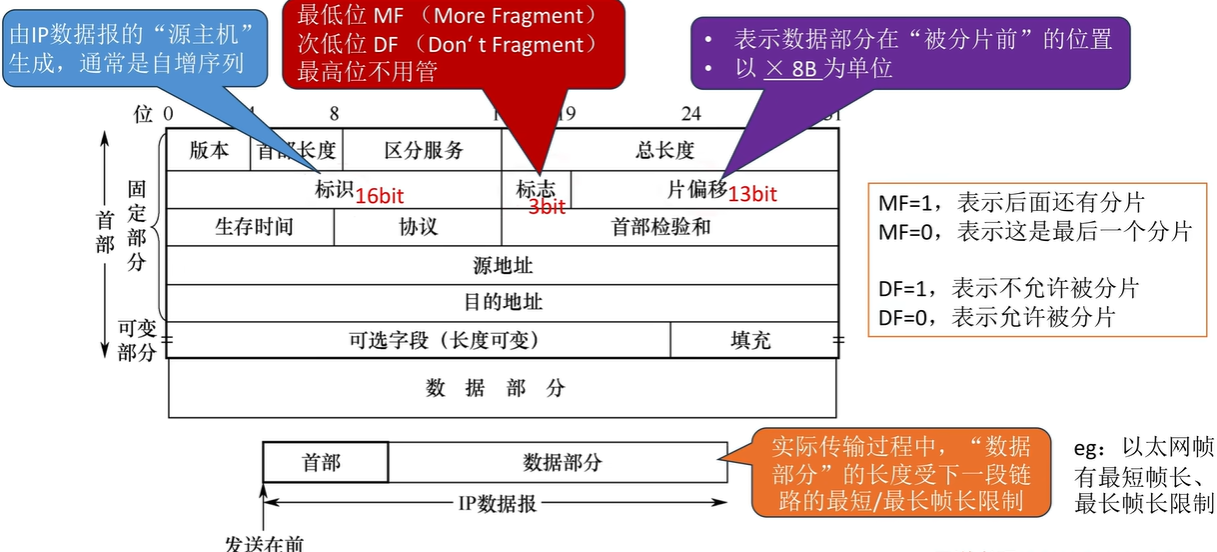 由IP数据报的“源主机”
生成，通常是自增序列
最低位 MF （More Fragment）
次低位 DF （Don‘t Fragment）
最高位不用管
• 表示数据部分在“被分片前”的位置
• 以 × 8B 为单位
位 0 4 8 19 24 31
版本 首部长度 区分服务 总长度
标识 16bit 标志 3bit 片偏移 13bit
生存时间 协议 首部检验和
源地址
目的地址
可选字段（长度可变） 填充
数 据 部 分
首部
固定部分
可变
部分
MF=1，表示后面还有分片
MF=0，表示这是最后一个分片
DF=1，表示不允许被分片
DF=0，表示允许被分片
首部 数据部分
IP数据报
发送在前
实际传输过程中，“数据
部分”的长度受下一段链
路的最短/最长帧长限制
eg：以太网帧
有最短帧长、
最长帧长限制